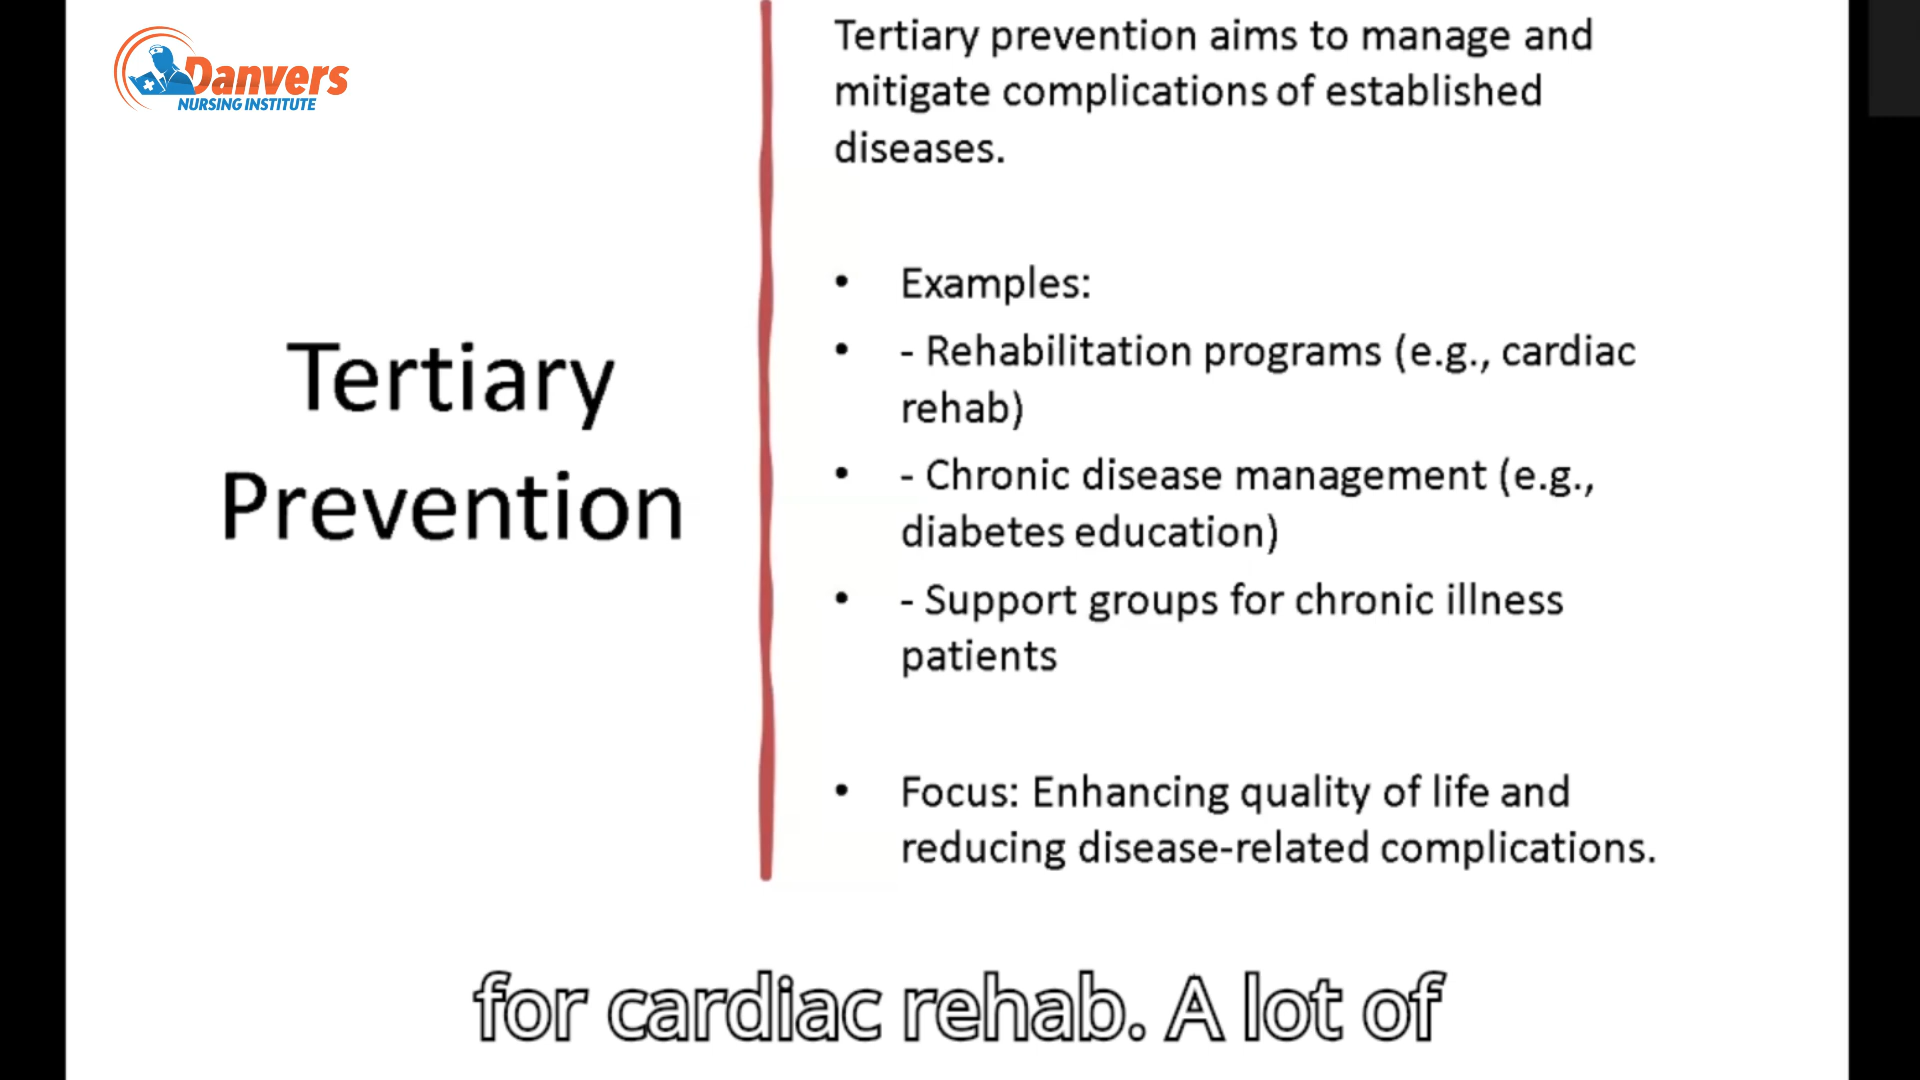 Danvers
NURSING INSTITUTE
Tertiary
Prevention
Tertiary prevention aims to manage and
mitigate complications of established
diseases.
• Examples:
• - Rehabilitation programs (e.g., cardiac
rehab)
• - Chronic disease management (e.g.,
diabetes education)
• - Support groups for chronic illness
patients
• Focus: Enhancing quality of life and
reducing disease-related complications.
for cardiac rehab. A lot of